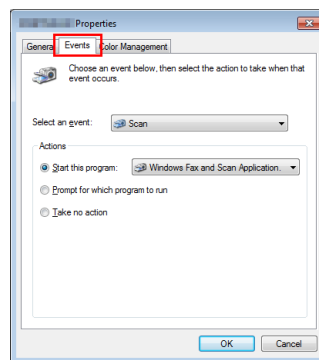 Properties
General
Events
Color Management
Choose an event below, then select the action to take when that
event occurs.
Select an event:
Scan
Actions
Start this program:
Windows Fax and Scan Application.
Prompt for which program to run
Take no action
OK
Cancel